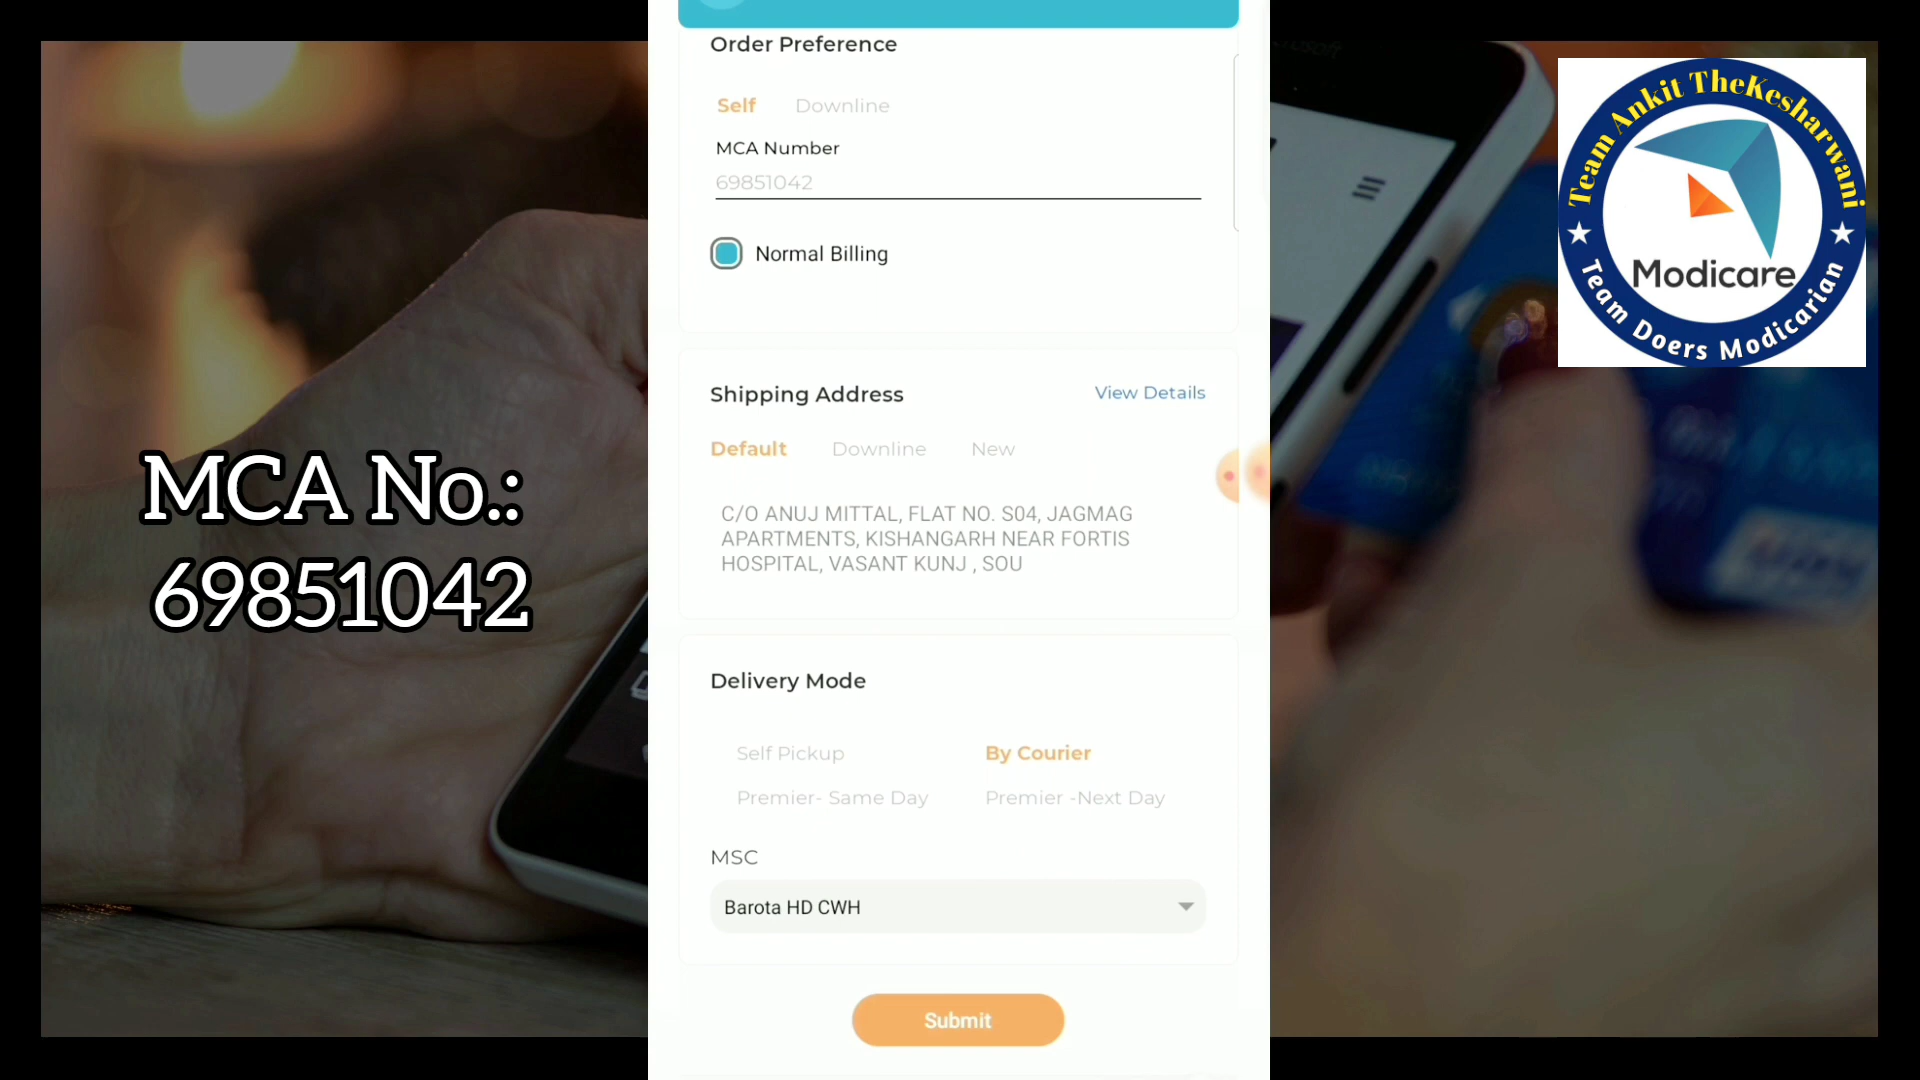 Order Preference
Self Downline
MCA Number
69851042
Normal Billing
Shipping Address View Details
Default Downline New
C/O ANUJ MITTAL, FLAT NO. S04, JAGMAG
APARTMENTS, KISHANGARH NEAR FORTIS
HOSPITAL, VASANT KUNJ , SOU
Delivery Mode
Self Pickup By Courier
Premier- Same Day Premier -Next Day
MSC
Barota HD CWH
Submit
MCA No.:
69851042
Team Ankit TheKesharwani
Modicare
Team Doers Modicarian